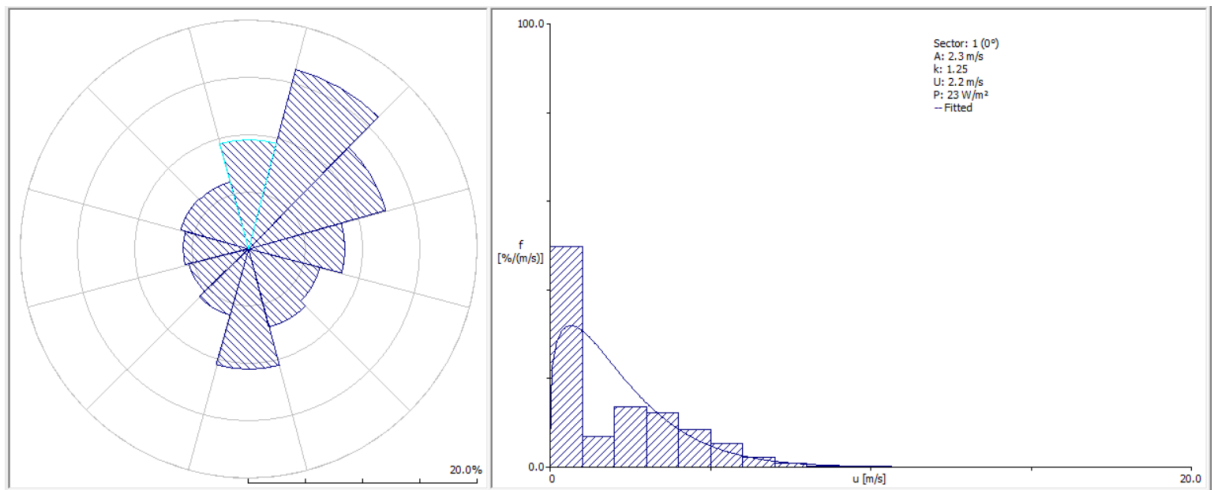 20.0%
100.0
f
[%/(m/s)]
0.0
0
u [m/s]
20.0
Sector: 1 (0°)
A: 2.3 m/s
k: 1.25
U: 2.2 m/s
P: 23 W/m²
-- Fitted